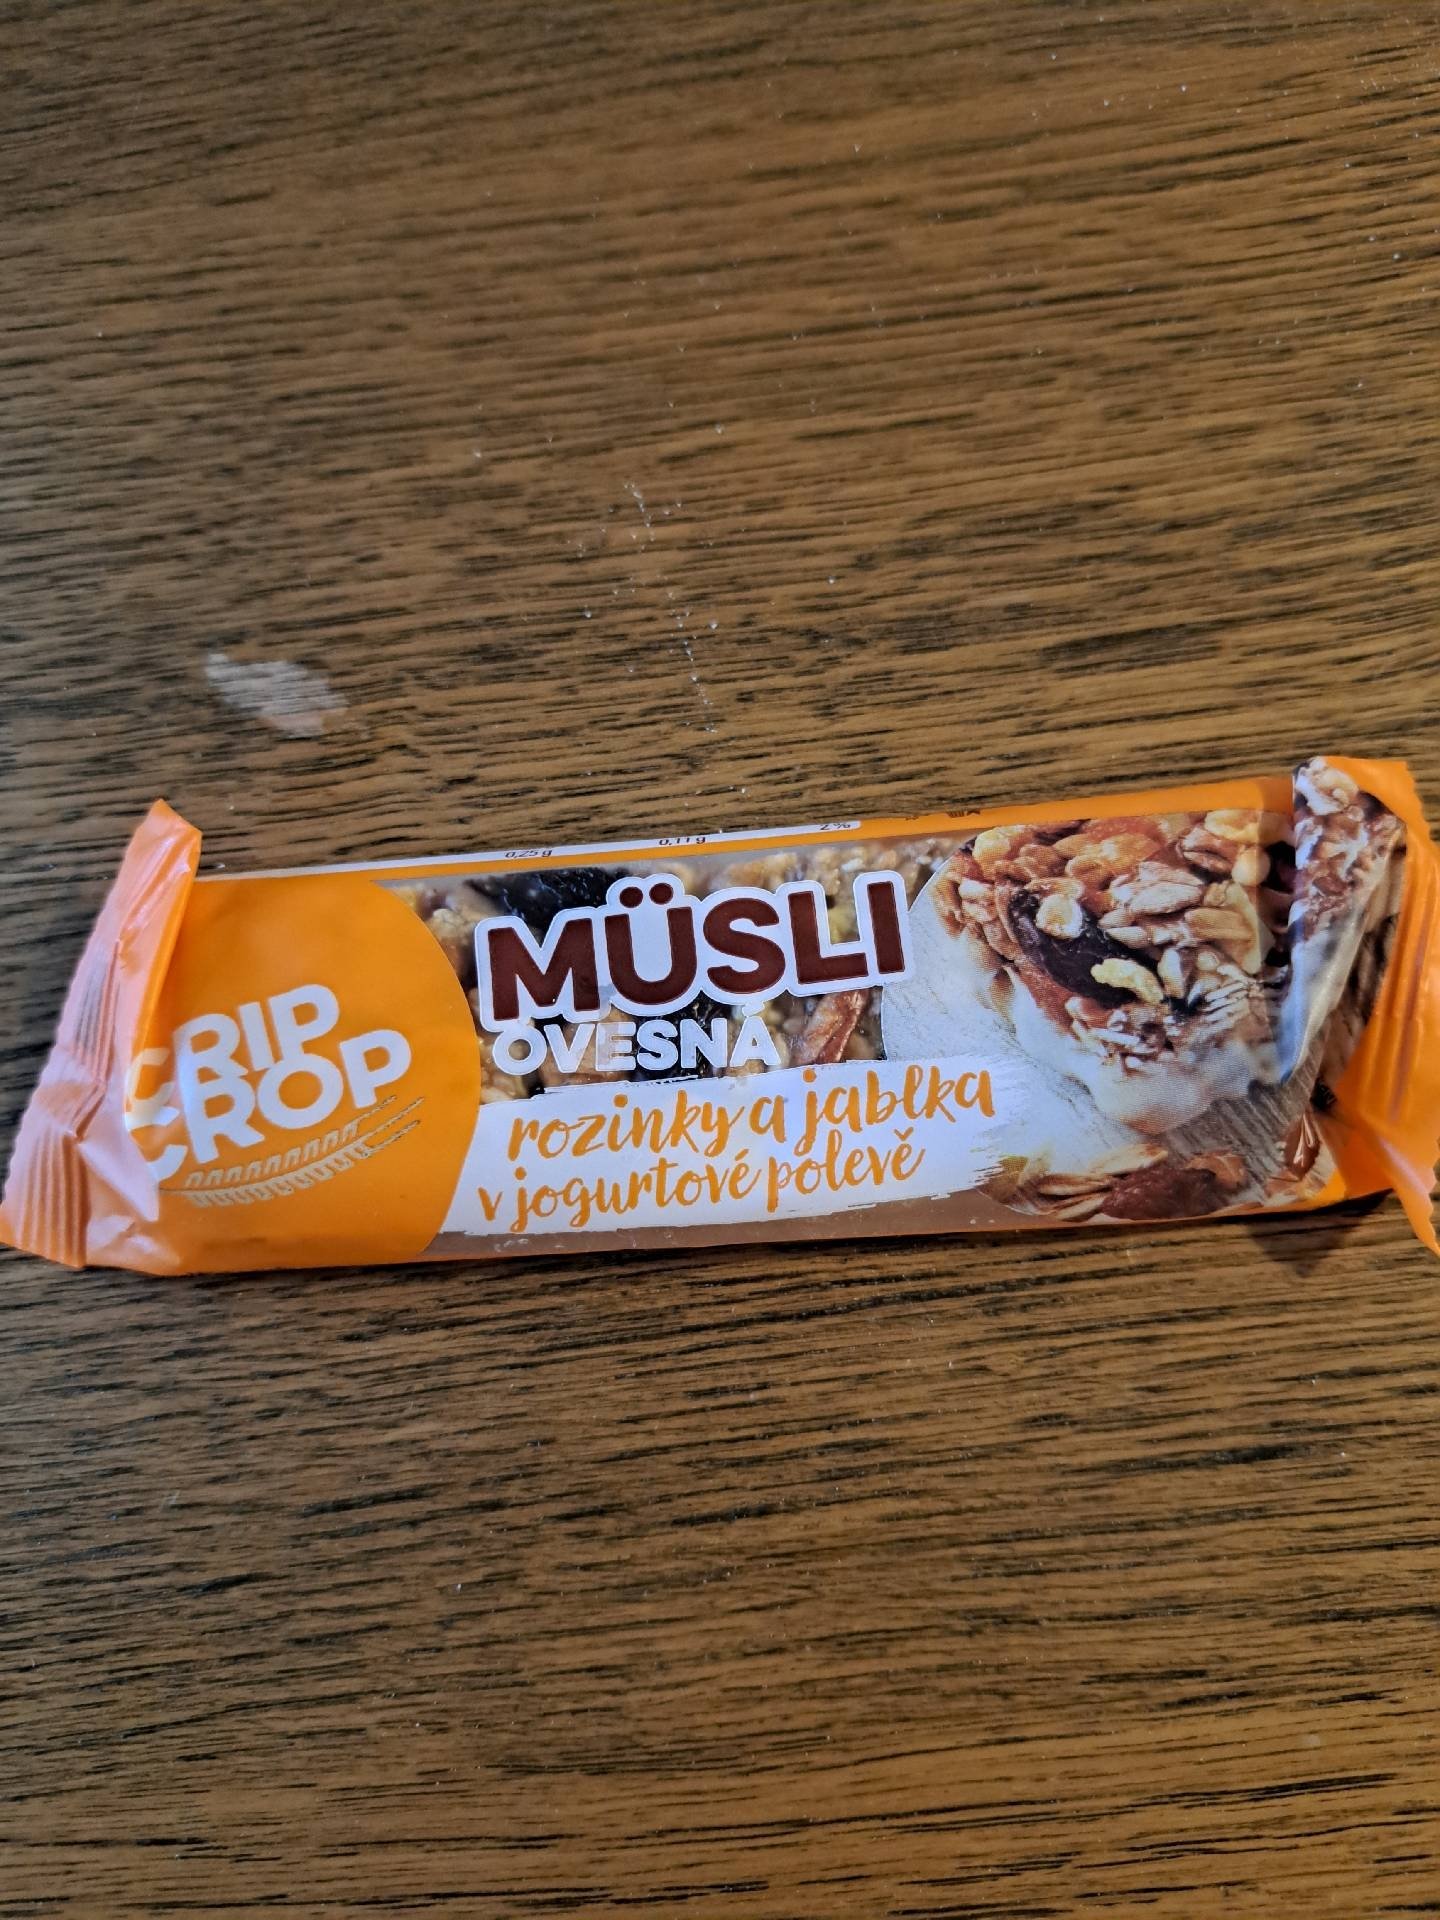 0,25 g 0,11 g 2 %
CRIP
CROP
MÜSLI
OVESNÁ
rozinky a jablka
v jogurtové polevě